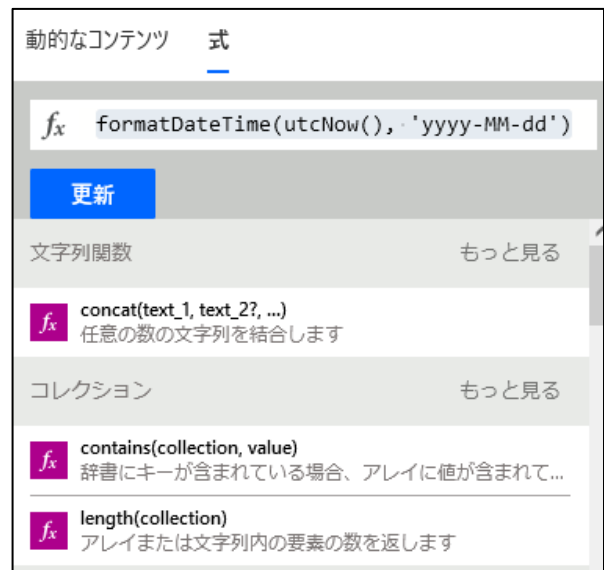 動的なコンテンツ 式
fx formatDateTime(utcNow(), 'yyyy-MM-dd')
更新
文字列関数 もっと見る
fx concat(text_1, text_2?, ...)
任意の数の文字列を結合します
コレクション もっと見る
fx contains(collection, value)
辞書にキーが含まれている場合、アレイに値が含まれて...
fx length(collection)
アレイまたは文字列内の要素の数を返します